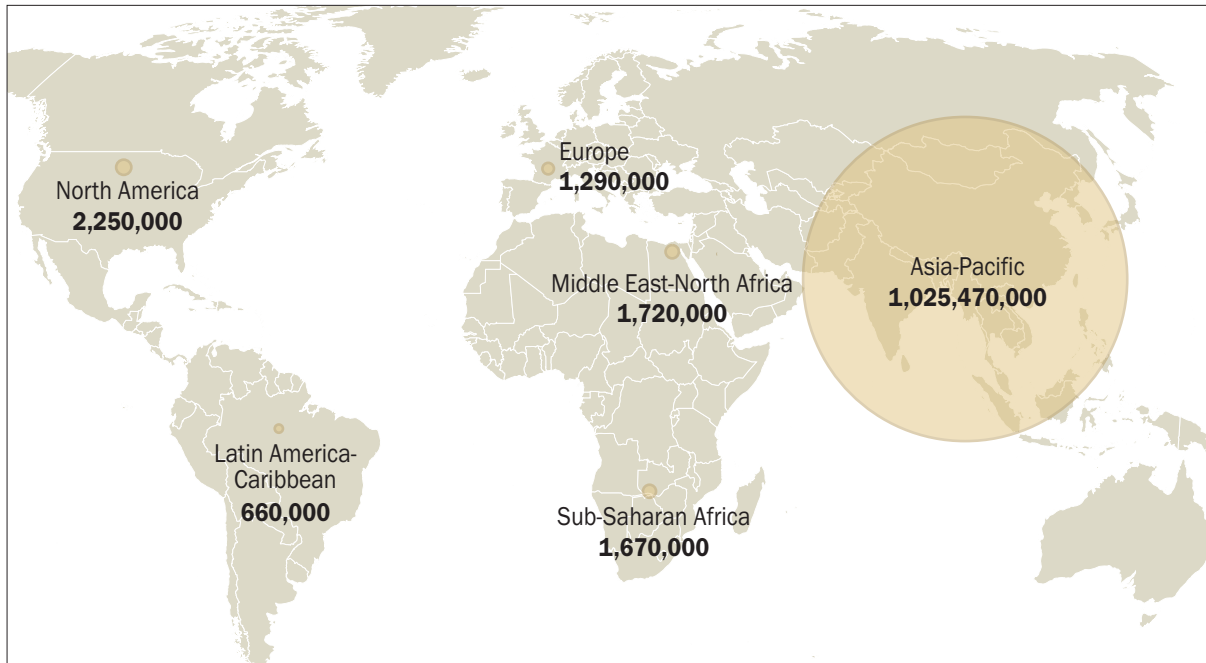 North America
2,250,000
Europe
1,290,000
Middle East-North Africa
1,720,000
Asia-Pacific
1,025,470,000
Latin America-
Caribbean
660,000
Sub-Saharan Africa
1,670,000